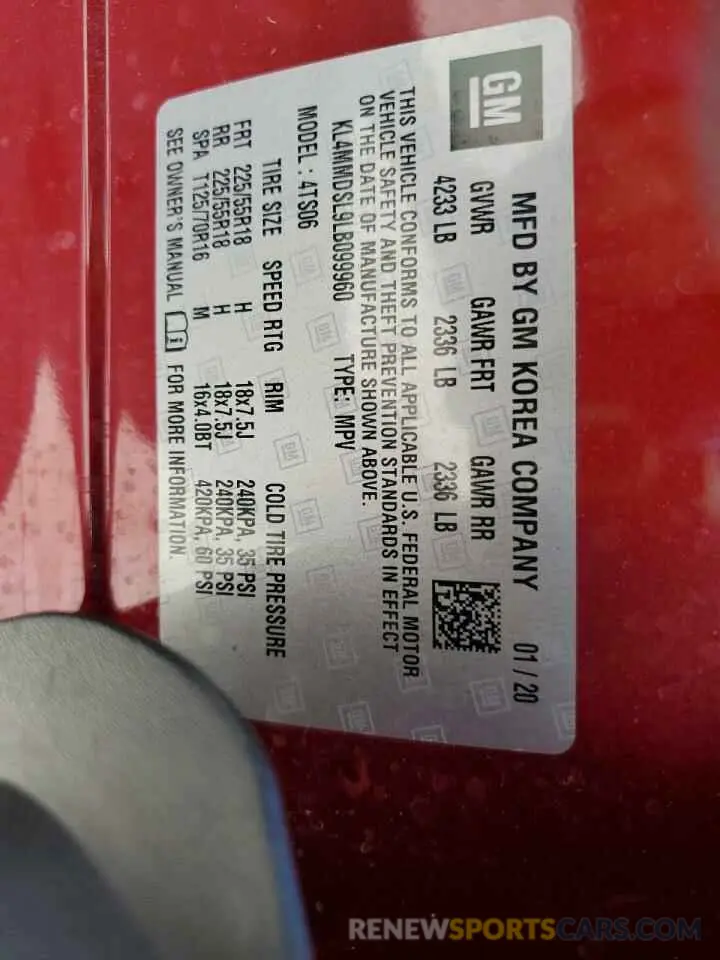 GM
MFD BY GM KOREA COMPANY 01/20
GVWR GAWR FRT GAWR RR
4233 LB 2336 LB 2336 LB
THIS VEHICLE CONFORMS TO ALL APPLICABLE U.S. FEDERAL MOTOR
VEHICLE SAFETY AND THEFT PREVENTION STANDARDS IN EFFECT
ON THE DATE OF MANUFACTURE SHOWN ABOVE.
KL4MMDSL9LB099960 TYPE: MPV
MODEL : 4TS06
TIRE SIZE SPEED RTG RIM COLD TIRE PRESSURE
FRT 225/55R18 H 18x7.5J 240KPA, 35 PSI
RR 225/55R18 H 18x7.5J 240KPA, 35 PSI
SPA T125/70R16 M 16x4.0BT 420KPA, 60 PSI
SEE OWNER'S MANUAL FOR MORE INFORMATION.
RENEWSPORTSCARS.COM